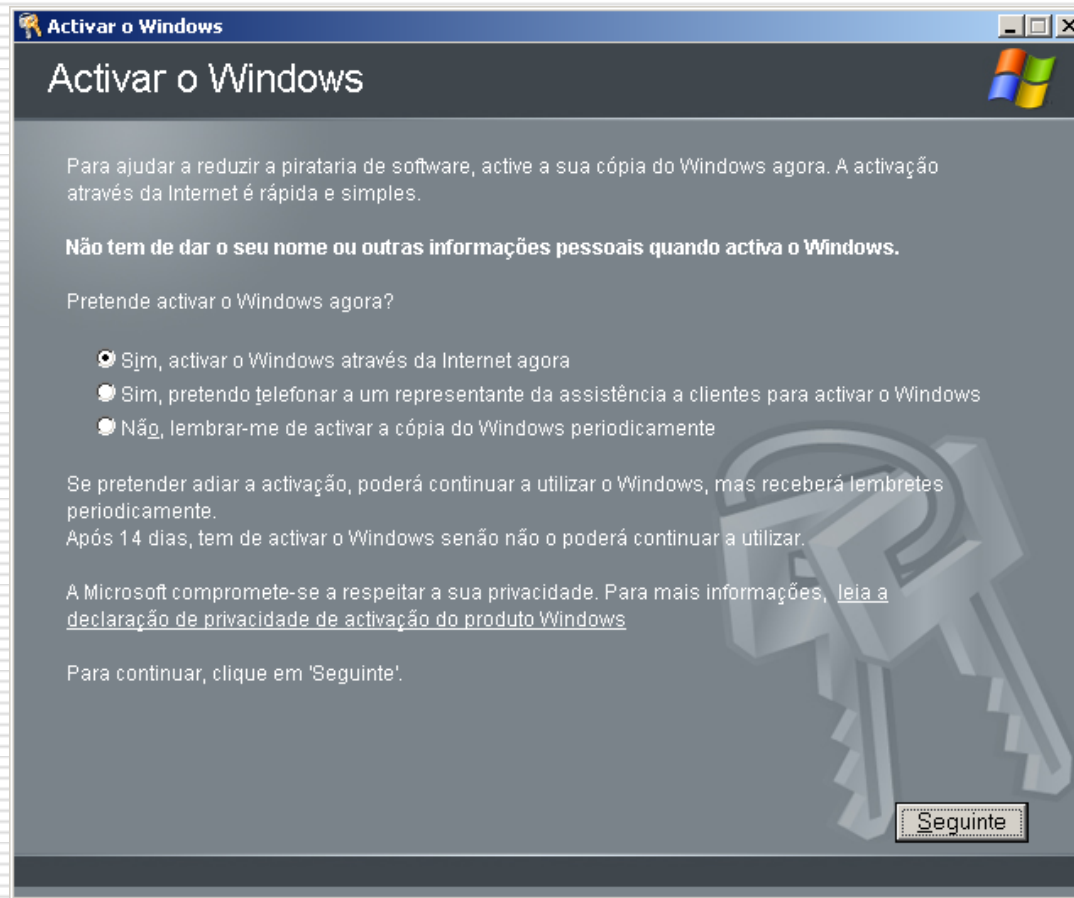 Activar o Windows
Activar o Windows
Para ajudar a reduzir a pirataria de software, active a sua cópia do Windows agora. A activação
através da Internet é rápida e simples.
Não tem de dar o seu nome ou outras informações pessoais quando activa o Windows.
Pretende activar o Windows agora?
Sim, activar o Windows através da Internet agora
Sim, pretendo telefonar a um representante da assistência a clientes para activar o Windows
Não, lembrar-me de activar a cópia do Windows periodicamente
Se pretender adiar a activação, poderá continuar a utilizar o Windows, mas receberá lembretes
periodicamente.
Após 14 dias, tem de activar o Windows senão não o poderá continuar a utilizar.
A Microsoft compromete-se a respeitar a sua privacidade. Para mais informações, leia a
declaração de privacidade de activação do produto Windows
Para continuar, clique em 'Seguinte'.
Seguinte